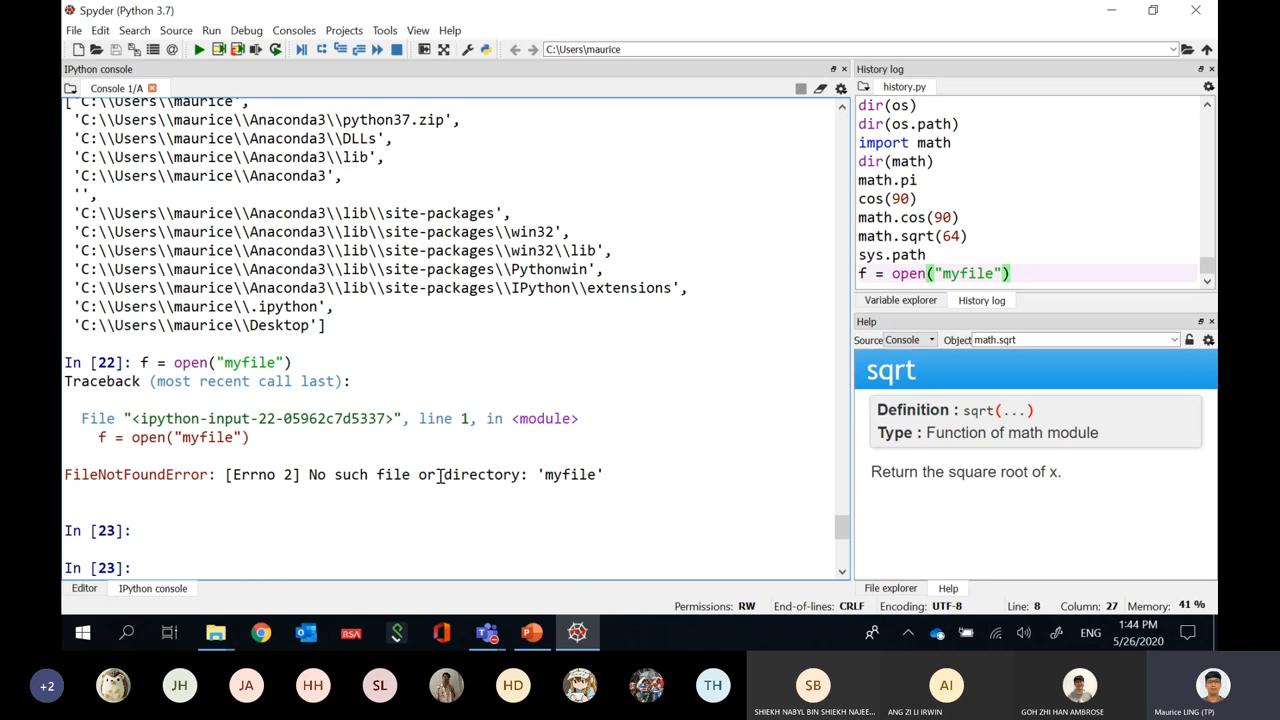 Spyder (Python 3.7)
File Edit Search Source Run Debug Consoles Projects Tools View Help
C:\Users\maurice
IPython console
Console 1/A
['C:\\Users\\maurice',
'C:\\Users\\maurice\\Anaconda3\\python37.zip',
'C:\\Users\\maurice\\Anaconda3\\DLLs',
'C:\\Users\\maurice\\Anaconda3\\lib',
'C:\\Users\\maurice\\Anaconda3',
'',
'C:\\Users\\maurice\\Anaconda3\\lib\\site-packages',
'C:\\Users\\maurice\\Anaconda3\\lib\\site-packages\\win32',
'C:\\Users\\maurice\\Anaconda3\\lib\\site-packages\\win32\\lib',
'C:\\Users\\maurice\\Anaconda3\\lib\\site-packages\\Pythonwin',
'C:\\Users\\maurice\\Anaconda3\\lib\\site-packages\\IPython\\extensions',
'C:\\Users\\maurice\\.ipython',
'C:\\Users\\maurice\\Desktop']
In [22]: f = open("myfile")
Traceback (most recent call last):
File "<ipython-input-22-05962c7d5337>", line 1, in <module>
f = open("myfile")
FileNotFoundError: [Errno 2] No such file or directory: 'myfile'
In [23]:
In [23]:
Editor IPython console
History log
history.py
dir(os)
dir(os.path)
import math
dir(math)
math.pi
cos(90)
math.cos(90)
math.sqrt(64)
sys.path
f = open("myfile")
Variable explorer History log
Help
Source Console Object math.sqrt
sqrt
Definition : sqrt(...)
Type : Function of math module
Return the square root of x.
File explorer Help
Permissions: RW End-of-lines: CRLF Encoding: UTF-8 Line: 8 Column: 27 Memory: 41 %
RSA
ENG
1:44 PM
5/26/2020
+2 JH JA HH SL HD TH SB AI
SHIEKH NABYL BIN SHIEKH NAJEE... ANG ZI LI IRWIN GOH ZHI HAN AMBROSE Maurice LING (TP)